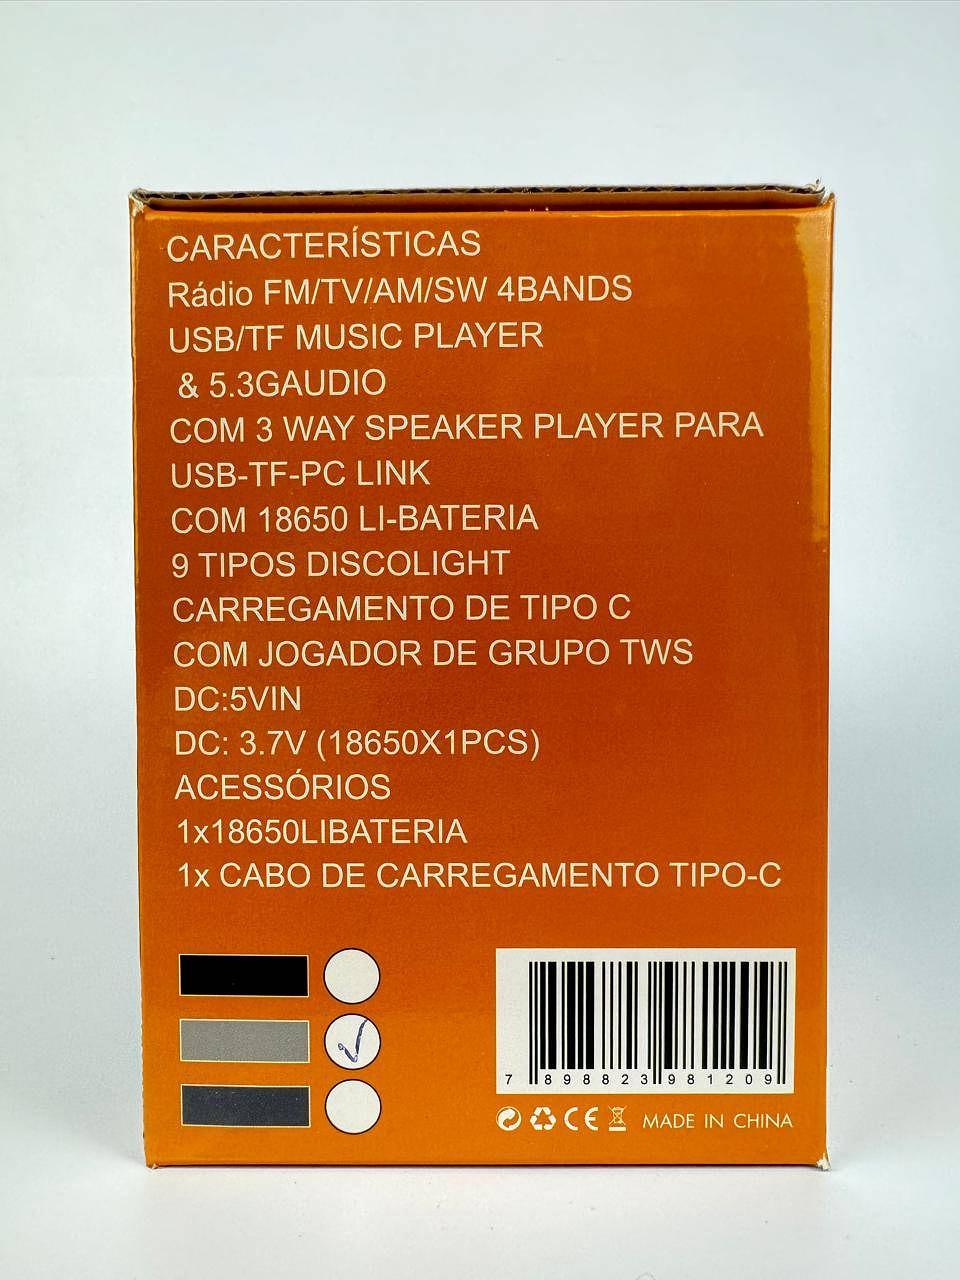 CARACTERÍSTICAS
Rádio FM/TV/AM/SW 4BANDS
USB/TF MUSIC PLAYER
& 5.3GAUDIO
COM 3 WAY SPEAKER PLAYER PARA
USB-TF-PC LINK
COM 18650 LI-BATERIA
9 TIPOS DISCOLIGHT
CARREGAMENTO DE TIPO C
COM JOGADOR DE GRUPO TWS
DC:5VIN
DC: 3.7V (18650X1PCS)
ACESSÓRIOS
1x18650LIBATERIA
1x CABO DE CARREGAMENTO TIPO-C
7 898823 981209
CE MADE IN CHINA